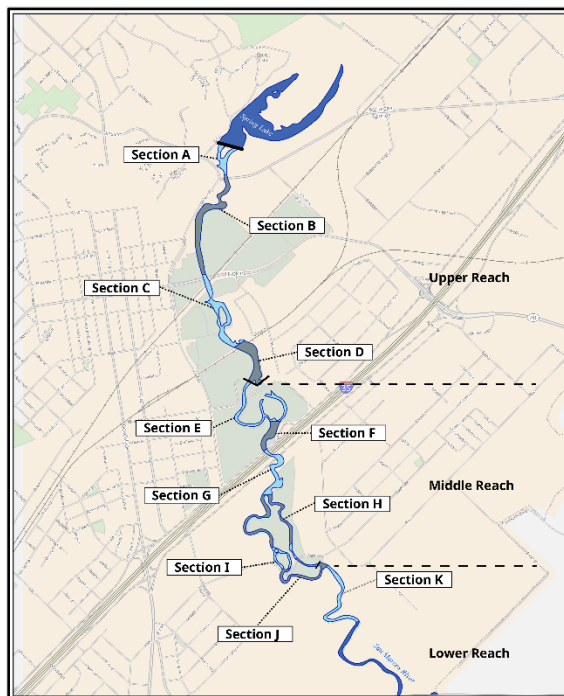 Spring Lake
Section A
Section B
Upper Reach
Section C
Section D
35
Section E
Section F
Middle Reach
Section G
Section H
Section I
Section K
Section J
San Marcos River
Lower Reach